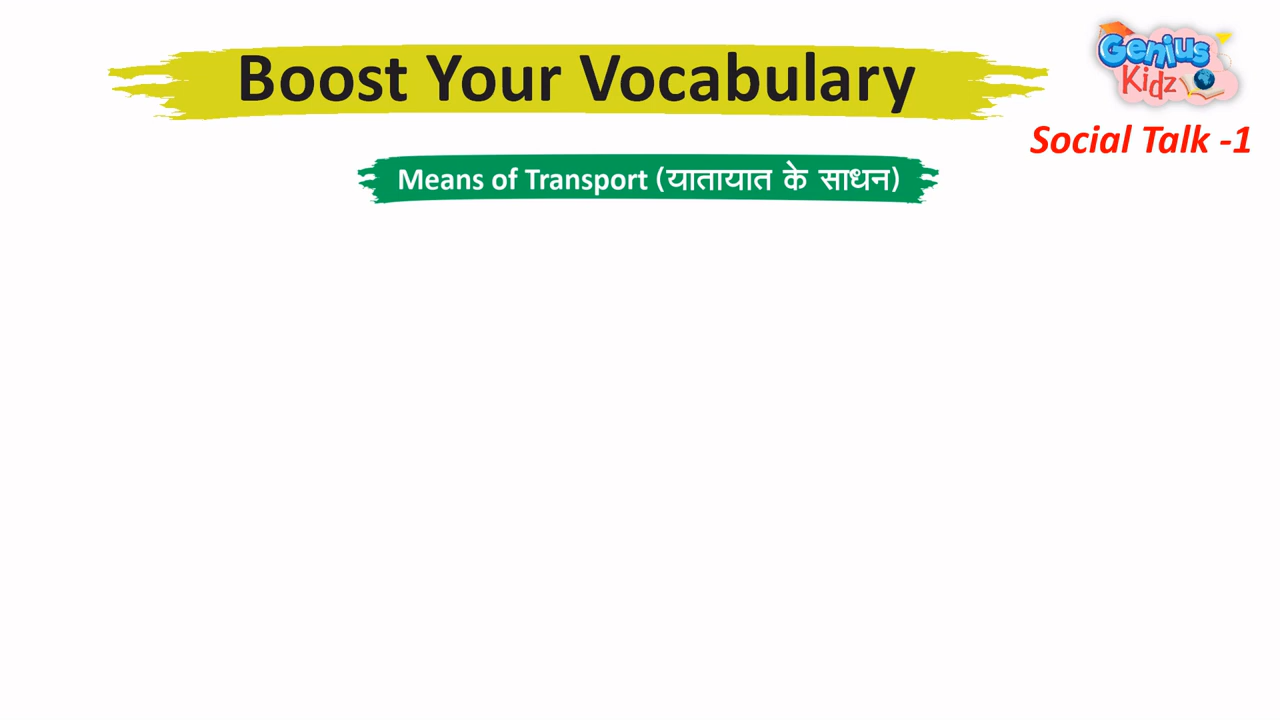 Boost Your Vocabulary
Genius
Kidz
Social Talk -1
Means of Transport (यातायात के साधन)